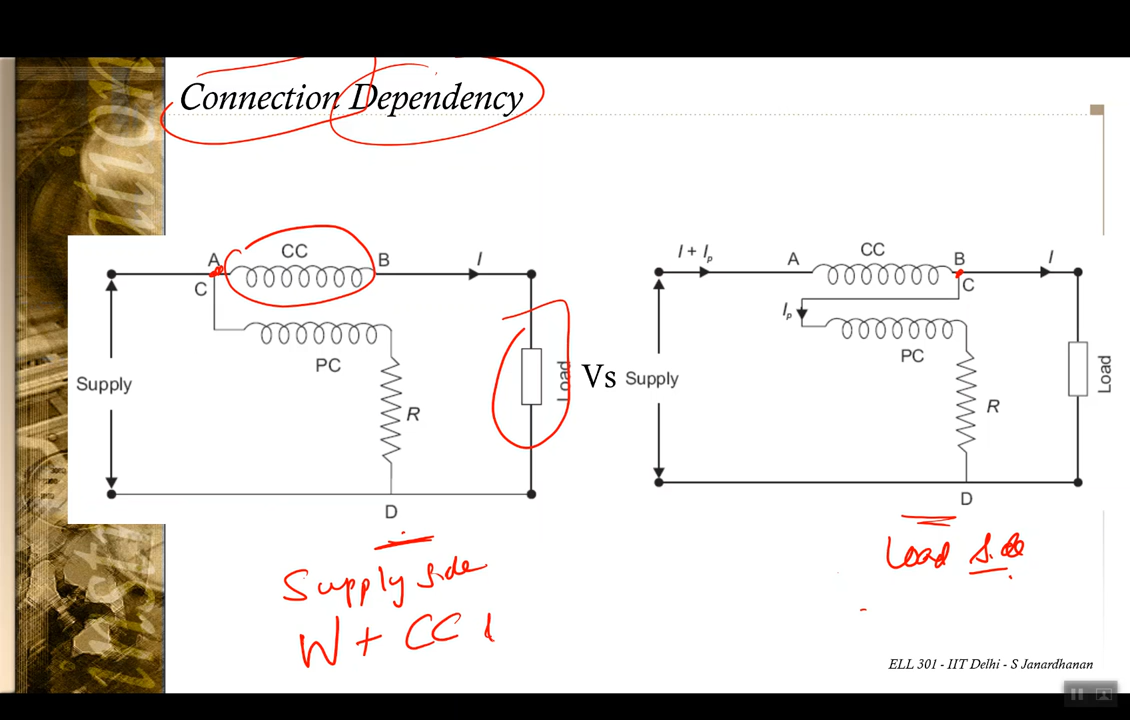 Connection Dependency
A
CC
B
I
C
PC
Supply
R
Load
D
Vs
I + Ip
A
CC
B
I
C
Ip
PC
Supply
R
Load
D
Supply side
W + CC
Load Side
ELL 301 - IIT Delhi - S Janardhanan